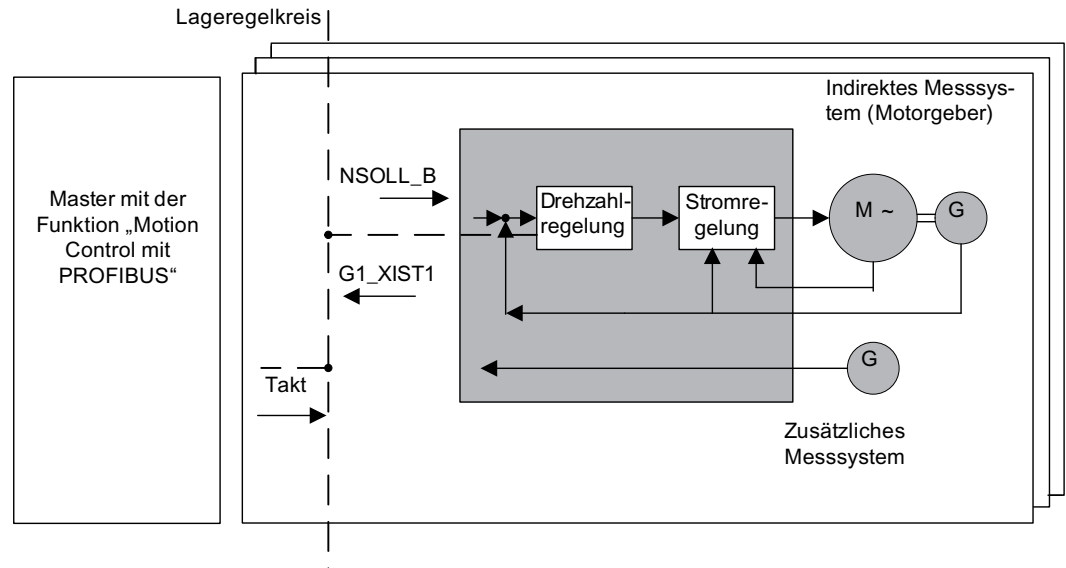 Lageregelkreis
Indirektes Messsys-
tem (Motorgeber)
Master mit der
Funktion „Motion
Control mit
PROFIBUS“
NSOLL_B
Drehzahl-
regelung
Stromre-
gelung
M ~
G
G1_XIST1
G
Takt
Zusätzliches
Messsystem